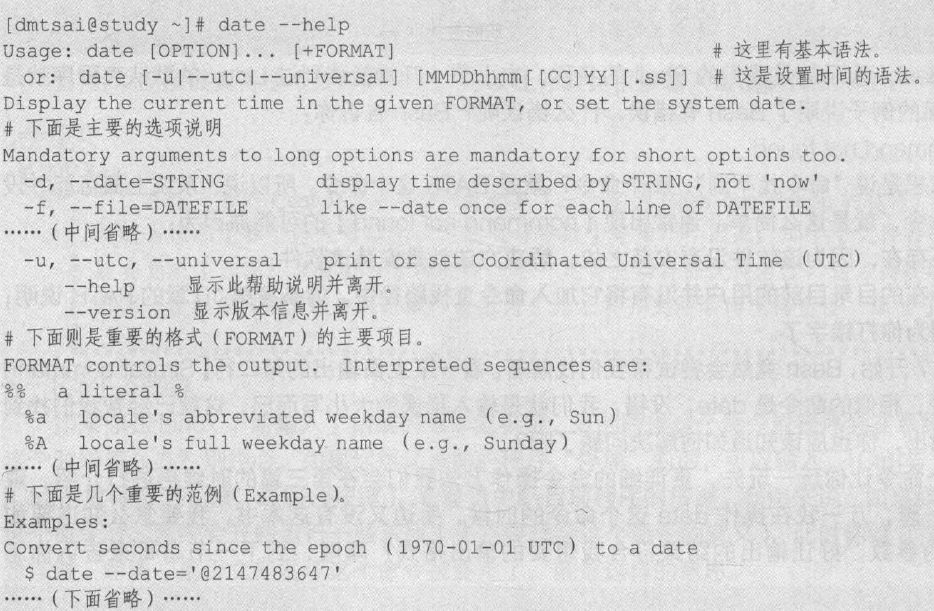 [dmtsai@study ~]# date --help
Usage: date [OPTION]... [+FORMAT] # 这里有基本语法。
or: date [-u|--utc|--universal] [MMDDhhmm[[CC]YY][.ss]] # 这是设置时间的语法。
Display the current time in the given FORMAT, or set the system date.
# 下面是主要的选项说明
Mandatory arguments to long options are mandatory for short options too.
-d, --date=STRING display time described by STRING, not 'now'
-f, --file=DATEFILE like --date once for each line of DATEFILE
……（中间省略）……
-u, --utc, --universal print or set Coordinated Universal Time (UTC)
--help 显示此帮助说明并离开。
--version 显示版本信息并离开。
# 下面则是重要的格式（FORMAT）的主要项目。
FORMAT controls the output. Interpreted sequences are:
%% a literal %
%a locale's abbreviated weekday name (e.g., Sun)
%A locale's full weekday name (e.g., Sunday)
……（中间省略）……
# 下面是几个重要的范例（Example）。
Examples:
Convert seconds since the epoch (1970-01-01 UTC) to a date
$ date --date='@2147483647'
……（下面省略）……